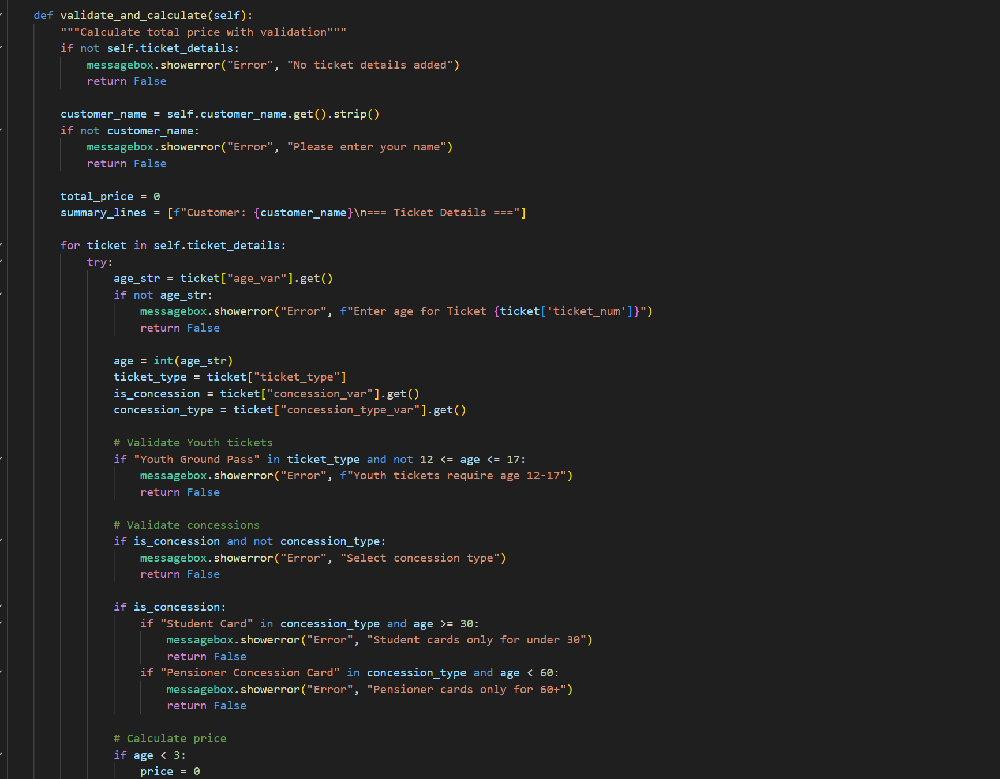 def validate_and_calculate(self):
"""Calculate total price with validation"""
if not self.ticket_details:
messagebox.showerror("Error", "No ticket details added")
return False
customer_name = self.customer_name.get().strip()
if not customer_name:
messagebox.showerror("Error", "Please enter your name")
return False
total_price = 0
summary_lines = [f"Customer: {customer_name}\n=== Ticket Details ==="]
for ticket in self.ticket_details:
try:
age_str = ticket["age_var"].get()
if not age_str:
messagebox.showerror("Error", f"Enter age for Ticket {ticket['ticket_num']}")
return False
age = int(age_str)
ticket_type = ticket["ticket_type"]
is_concession = ticket["concession_var"].get()
concession_type = ticket["concession_type_var"].get()
# Validate Youth tickets
if "Youth Ground Pass" in ticket_type and not 12 <= age <= 17:
messagebox.showerror("Error", f"Youth tickets require age 12-17")
return False
# Validate concessions
if is_concession and not concession_type:
messagebox.showerror("Error", "Select concession type")
return False
if is_concession:
if "Student Card" in concession_type and age >= 30:
messagebox.showerror("Error", "Student cards only for under 30")
return False
if "Pensioner Concession Card" in concession_type and age < 60:
messagebox.showerror("Error", "Pensioner cards only for 60+")
return False
# Calculate price
if age < 3:
price = 0